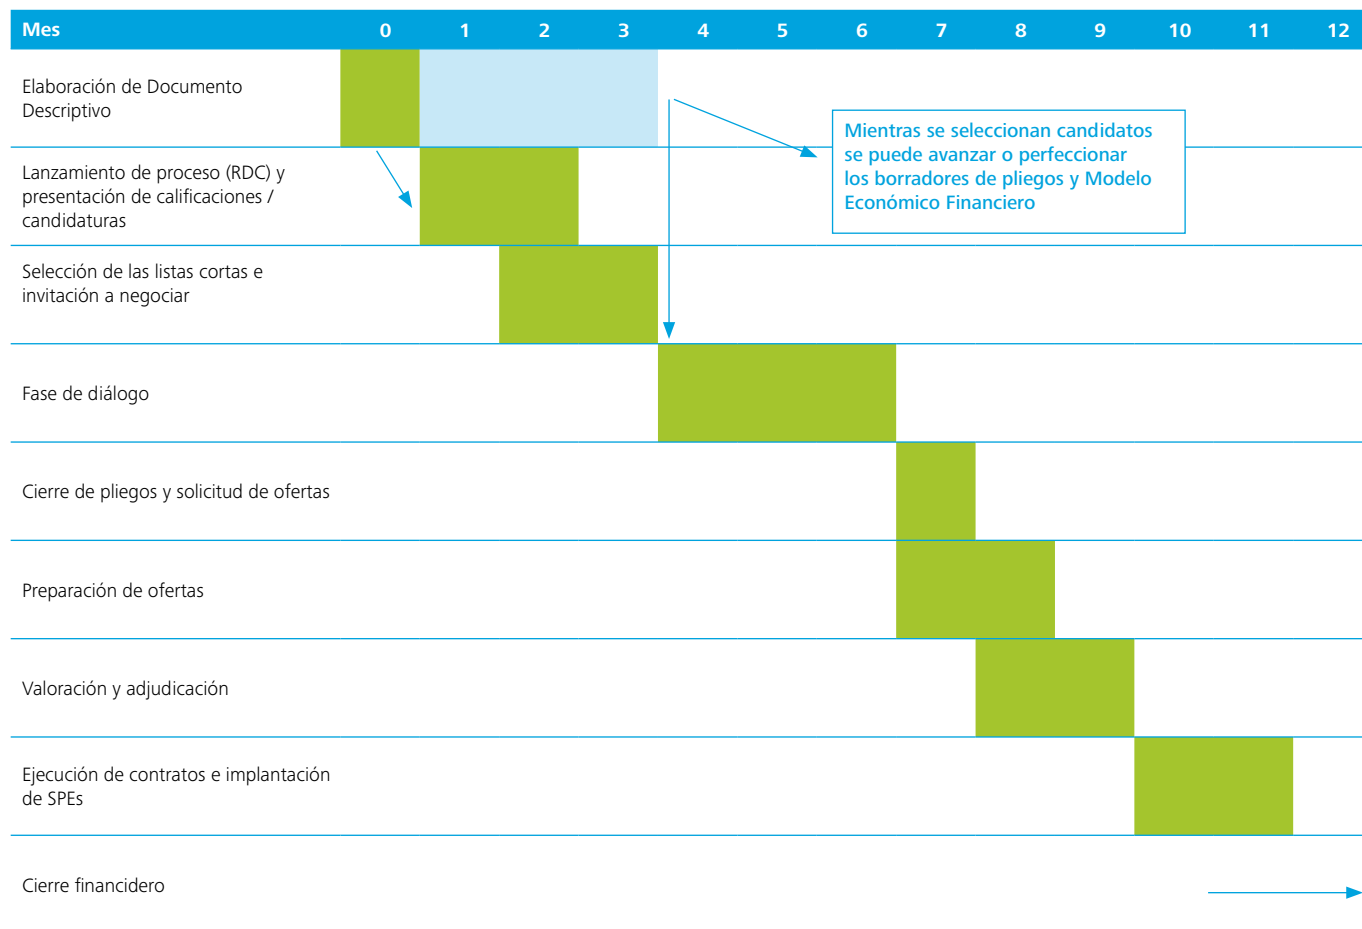 Mes 0 1 2 3 4 5 6 7 8 9 10 11 12
Elaboración de Documento
Descriptivo
Mientras se seleccionan candidatos
se puede avanzar o perfeccionar
los borradores de pliegos y Modelo
Económico Financiero
Lanzamiento de proceso (RDC) y
presentación de calificaciones /
candidaturas
Selección de las listas cortas e
invitación a negociar
Fase de diálogo
Cierre de pliegos y solicitud de ofertas
Preparación de ofertas
Valoración y adjudicación
Ejecución de contratos e implantación
de SPEs
Cierre financidero